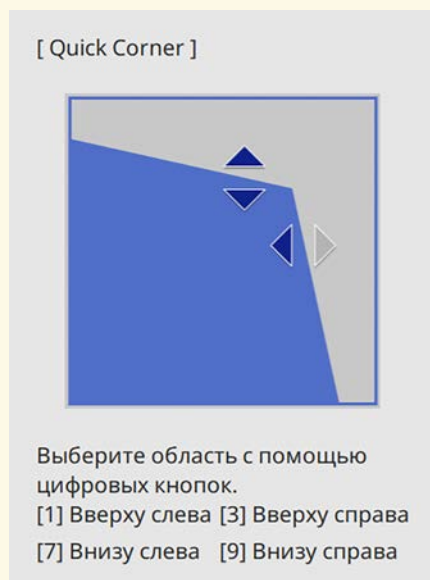 [ Quick Corner ]
Выберите область с помощью
цифровых кнопок.
[1] Вверху слева [3] Вверху справа
[7] Внизу слева [9] Внизу справа